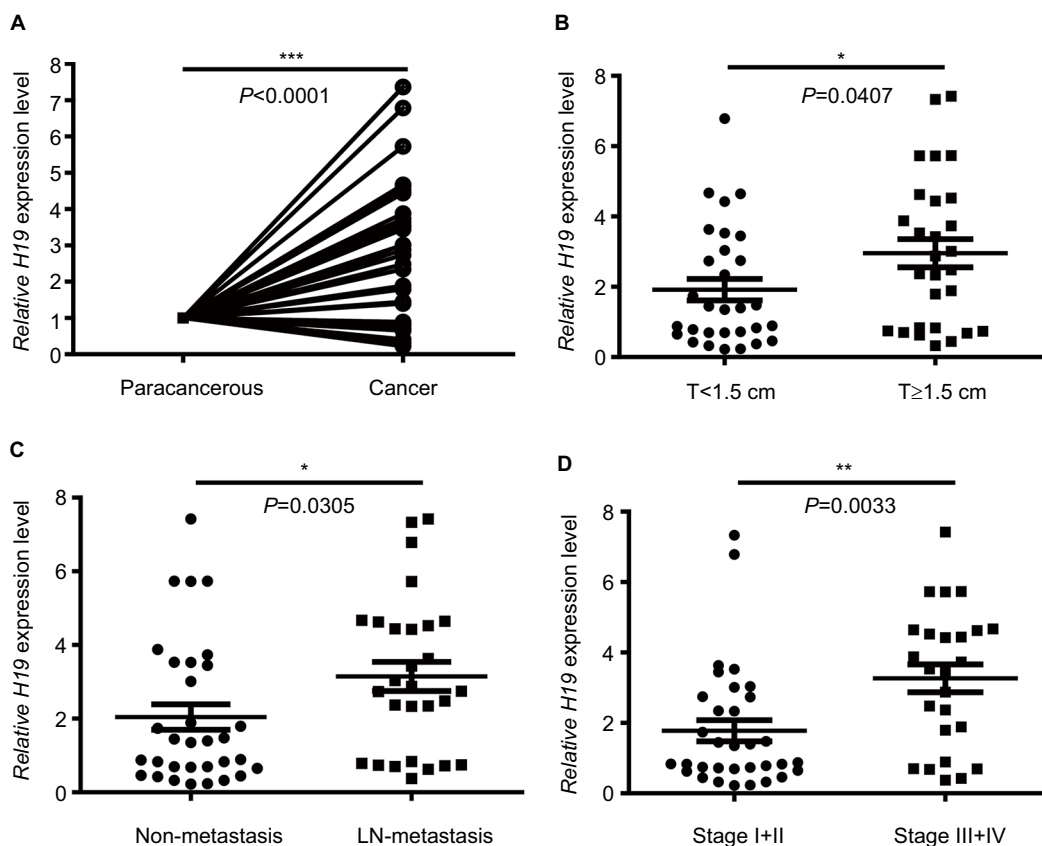 A
***
P<0.0001
Relative H19 expression level
8
7
6
5
4
3
2
1
0
Paracancerous
Cancer
B
*
P=0.0407
Relative H19 expression level
8
6
4
2
0
T<1.5 cm
T≥1.5 cm
C
*
P=0.0305
Relative H19 expression level
8
6
4
2
0
Non-metastasis
LN-metastasis
D
**
P=0.0033
Relative H19 expression level
8
6
4
2
0
Stage I+II
Stage III+IV